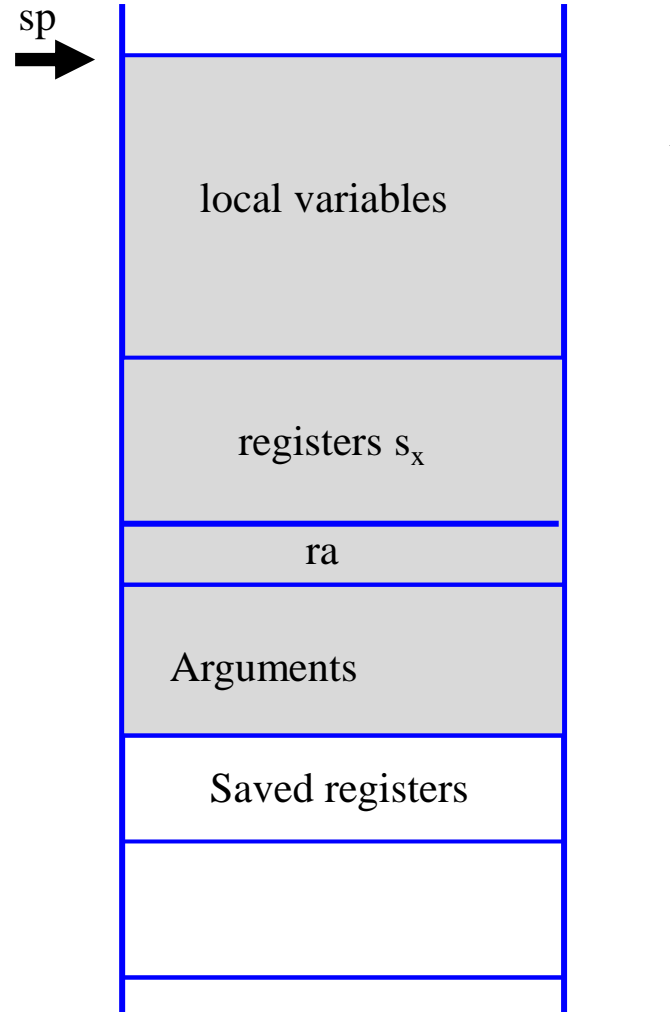 sp
local variables
registers sₓ
ra
Arguments
Saved registers